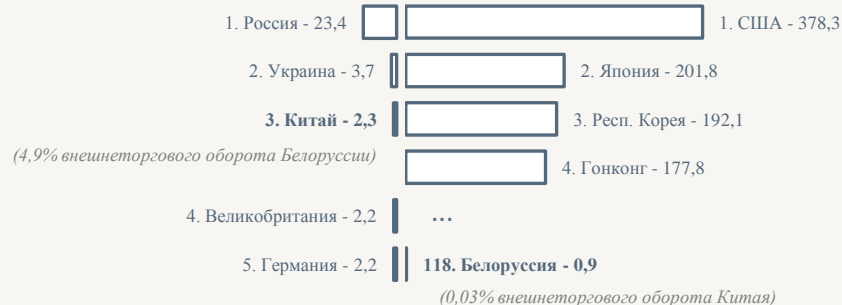 1. Россия - 23,4
1. США - 378,3
2. Украина - 3,7
2. Япония - 201,8
3. Китай - 2,3
3. Респ. Корея - 192,1
(4,9% внешнеторгового оборота Белоруссии)
4. Гонконг - 177,8
4. Великобритания - 2,2
...
5. Германия - 2,2
118. Белоруссия - 0,9
(0,03% внешнеторгового оборота Китая)